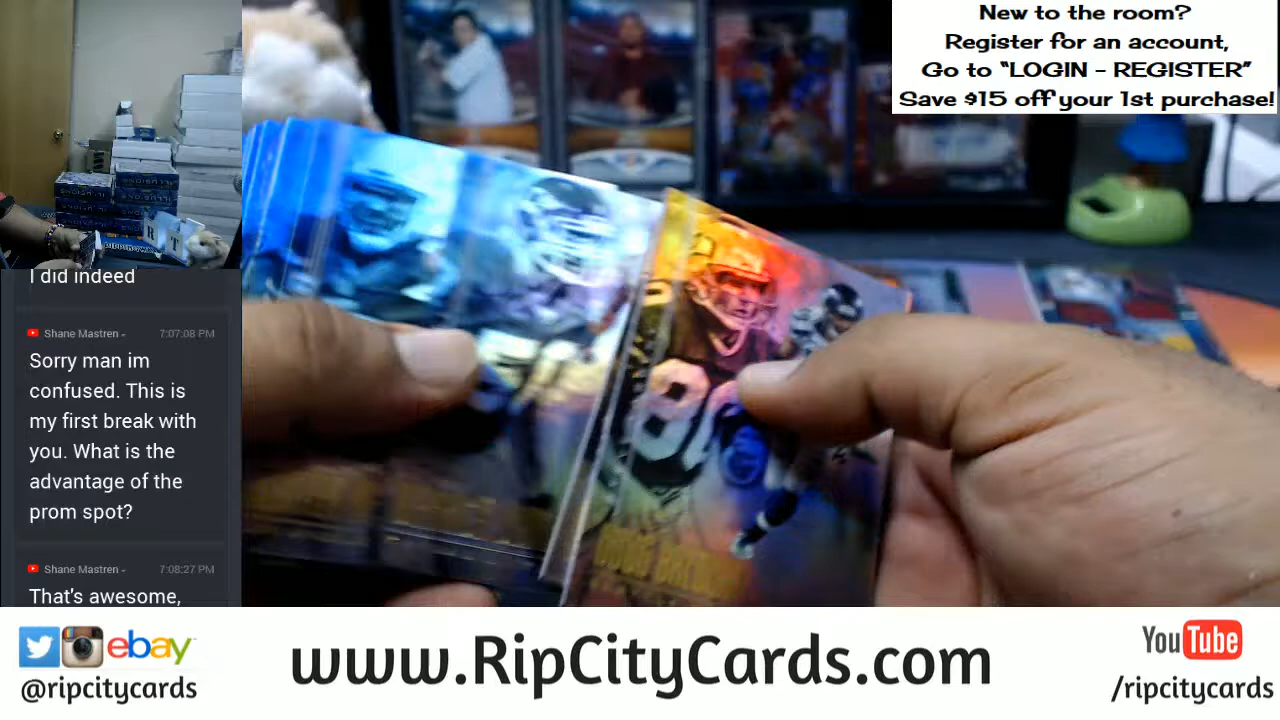 New to the room?
Register for an account,
Go to "LOGIN - REGISTER"
Save $15 off your 1st purchase!
I did indeed
Shane Mastren - 7:07:08 PM
Sorry man im
confused. This is
my first break with
you. What is the
advantage of the
prom spot?
Shane Mastren - 7:08:27 PM
That's awesome,
ebay
@ripcitycards
www.RipCityCards.com
YouTube
/ripcitycards